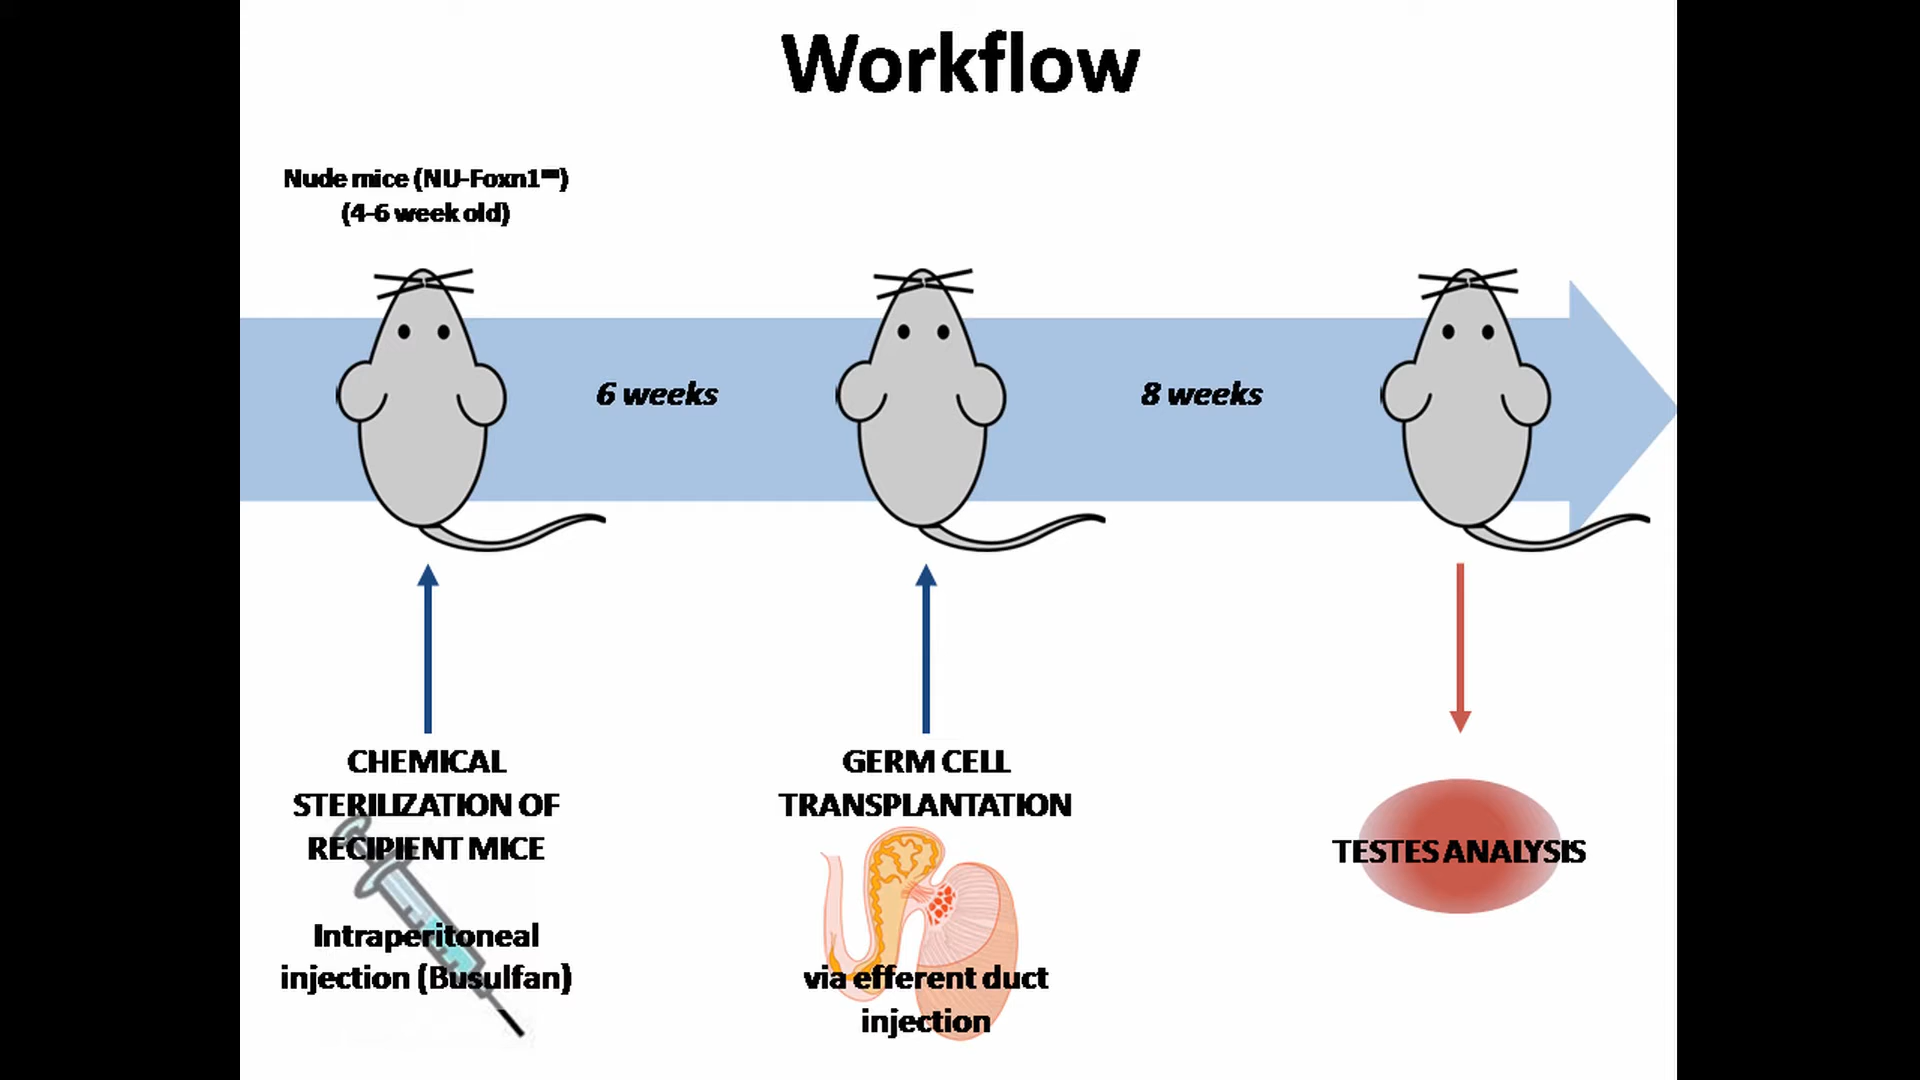 Workflow
Nude mice (NU-Foxn1
(4-6 week old)
6 weeks
8 weeks
CHEMICAL
STERILIZATION OF
RECIPIENT MICE
Intraperitoneal
injection (Busulfan)
GERM CELL
TRANSPLANTATION
via efferent duct
injection
TESTES ANALYSIS